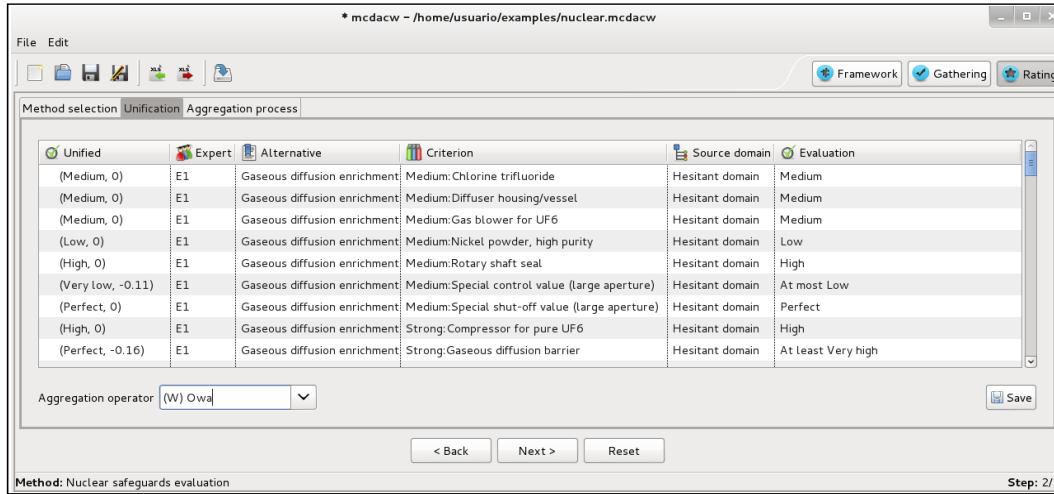 * mcdacw – /home/usuario/examples/nuclear.mcdacw
File Edit
XLS XLS Framework Gathering Rating
Method selection Unification Aggregation process
Unified Expert Alternative Criterion Source domain Evaluation
(Medium, 0) E1 Gaseous diffusion enrichment Medium:Chlorine trifluoride Hesitant domain Medium
(Medium, 0) E1 Gaseous diffusion enrichment Medium:Diffuser housing/vessel Hesitant domain Medium
(Medium, 0) E1 Gaseous diffusion enrichment Medium:Gas blower for UF6 Hesitant domain Medium
(Low, 0) E1 Gaseous diffusion enrichment Medium:Nickel powder, high purity Hesitant domain Low
(High, 0) E1 Gaseous diffusion enrichment Medium:Rotary shaft seal Hesitant domain High
(Very low, -0.11) E1 Gaseous diffusion enrichment Medium:Special control value (large aperture) Hesitant domain At most Low
(Perfect, 0) E1 Gaseous diffusion enrichment Medium:Special shut-off value (large aperture) Hesitant domain Perfect
(High, 0) E1 Gaseous diffusion enrichment Strong:Compressor for pure UF6 Hesitant domain High
(Perfect, -0.16) E1 Gaseous diffusion enrichment Strong:Gaseous diffusion barrier Hesitant domain At least Very high
Aggregation operator (W) Owa Save
< Back Next > Reset
Method: Nuclear safeguards evaluation Step: 2/